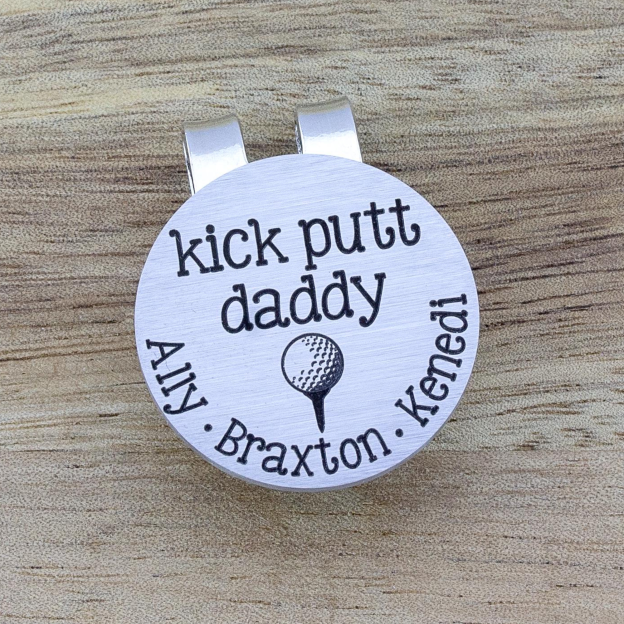 kick putt
daddy
Ally · Braxton · Kenedi